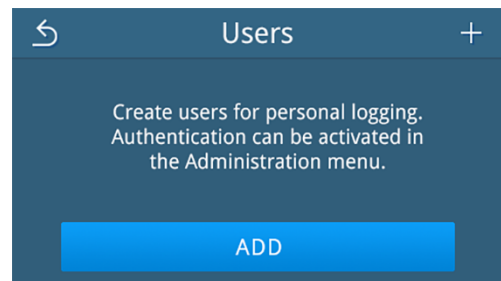 Users
Create users for personal logging.
Authentication can be activated in
the Administration menu.
ADD